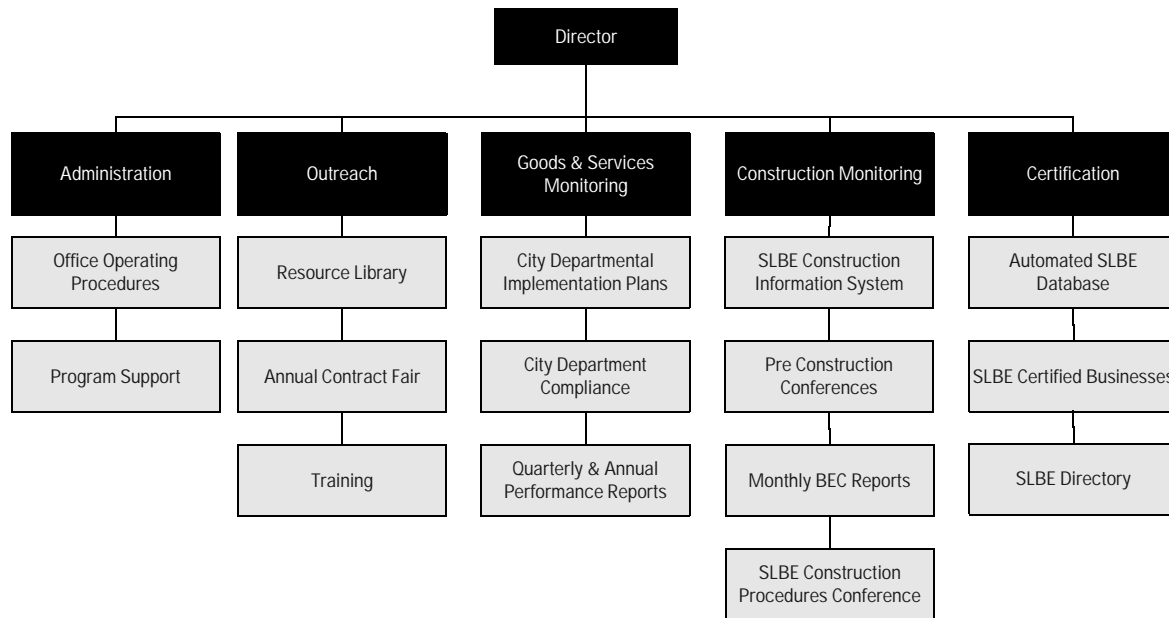 Director
Administration
Outreach
Goods & Services
Monitoring
Construction Monitoring
Certification
Office Operating
Procedures
Resource Library
City Departmental
Implementation Plans
SLBE Construction
Information System
Automated SLBE
Database
Program Support
Annual Contract Fair
City Department
Compliance
Pre Construction
Conferences
SLBE Certified Businesses
Training
Quarterly & Annual
Performance Reports
Monthly BEC Reports
SLBE Directory
SLBE Construction
Procedures Conference